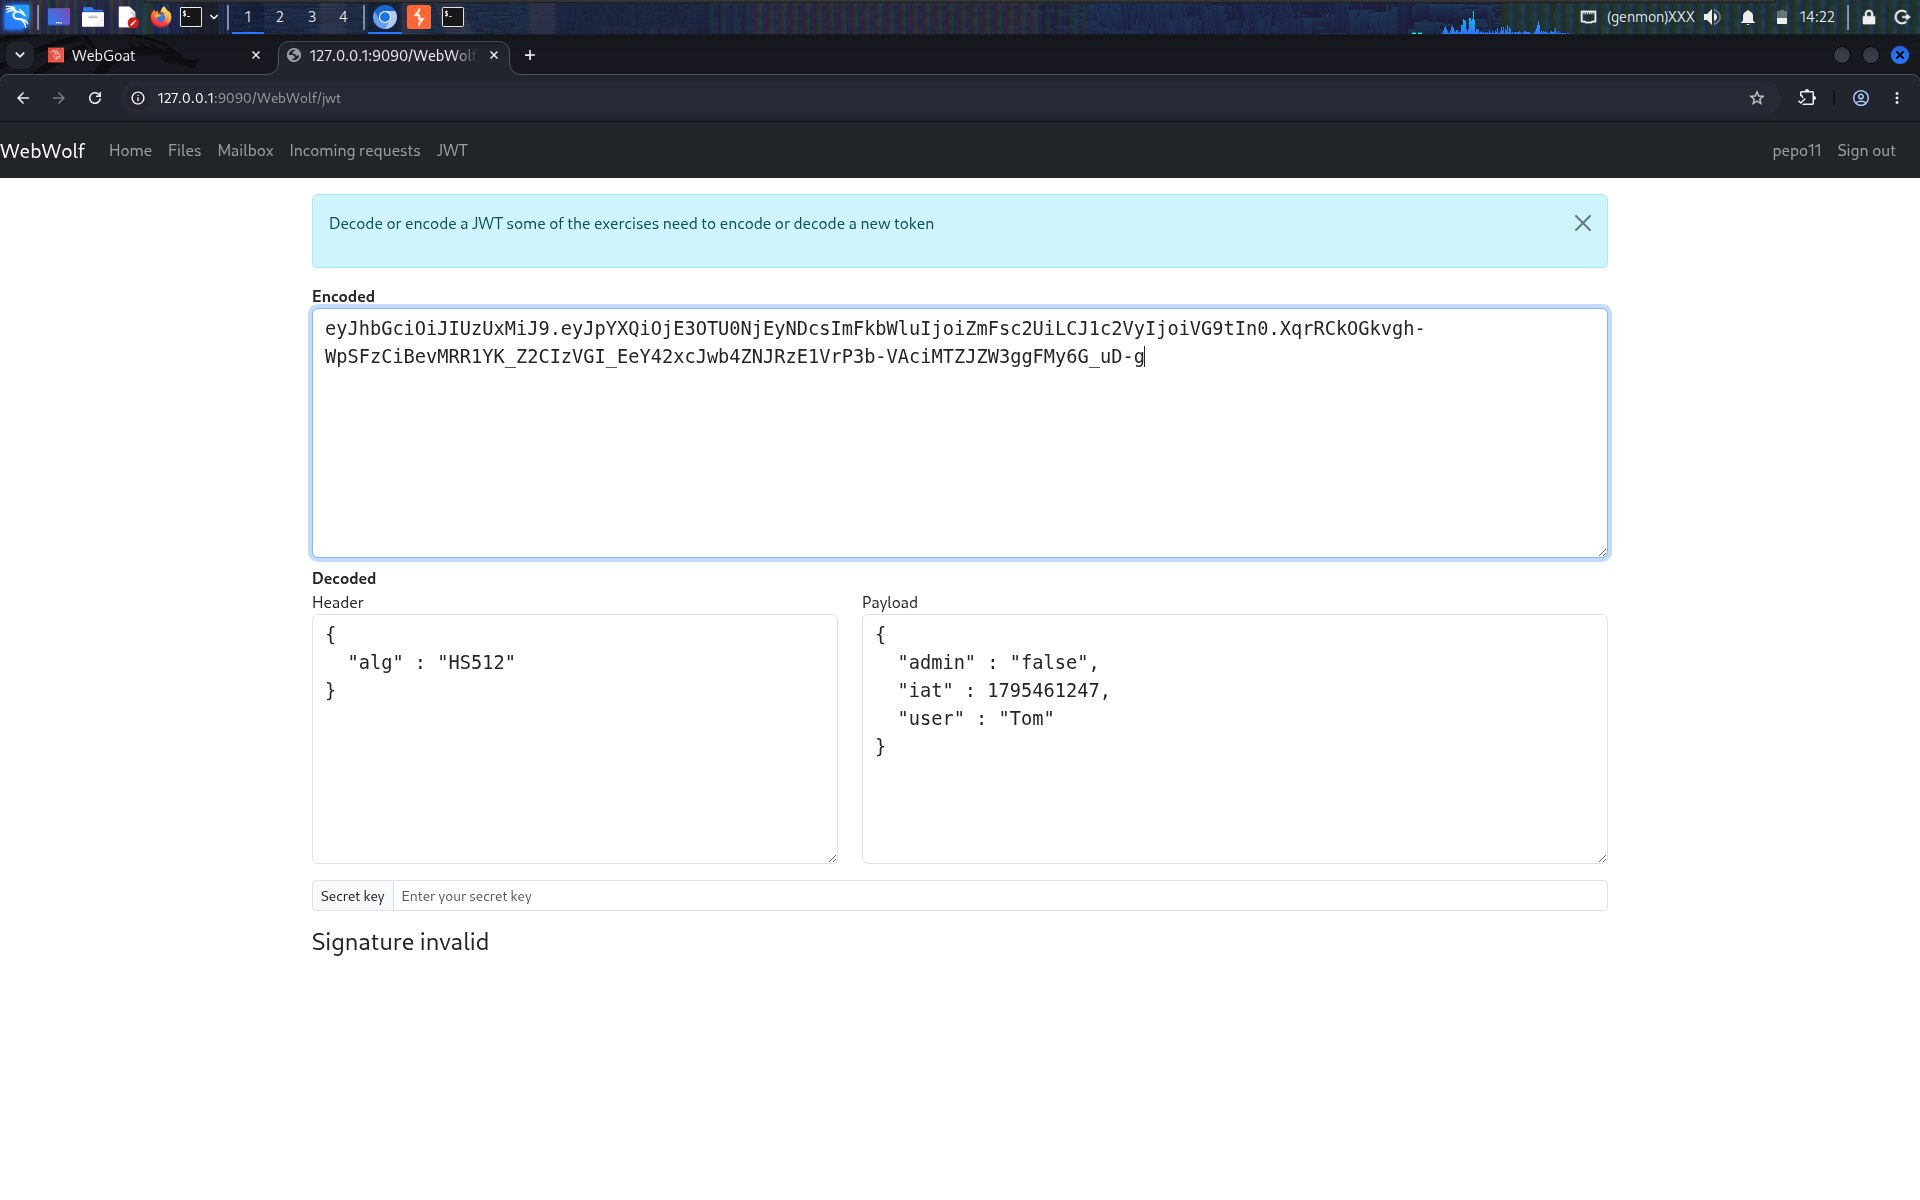 1 2 3 4 (genmon)XXX 14:22
WebGoat 127.0.0.1:9090/WebWolf
127.0.0.1:9090/WebWolf/jwt
WebWolf Home Files Mailbox Incoming requests JWT pepo11 Sign out
Decode or encode a JWT some of the exercises need to encode or decode a new token
Encoded
eyJhbGciOiJIUzUxMiJ9.eyJpYXQiOjE3OTU0NjEyNDcsImFkbWluIjoiZmFsc2UiLCJ1c2VyIjoiVG9tIn0.XqrRCkOGkvgh-
WpSFzCiBevMRR1YK_Z2CIzVGI_EeY42xcJwb4ZNJRzE1VrP3b-VAciMTZJZW3ggFMy6G_uD-g
Decoded
Header Payload
{ {
"alg" : "HS512" "admin" : "false",
} "iat" : 1795461247,
"user" : "Tom"
}
Secret key Enter your secret key
Signature invalid